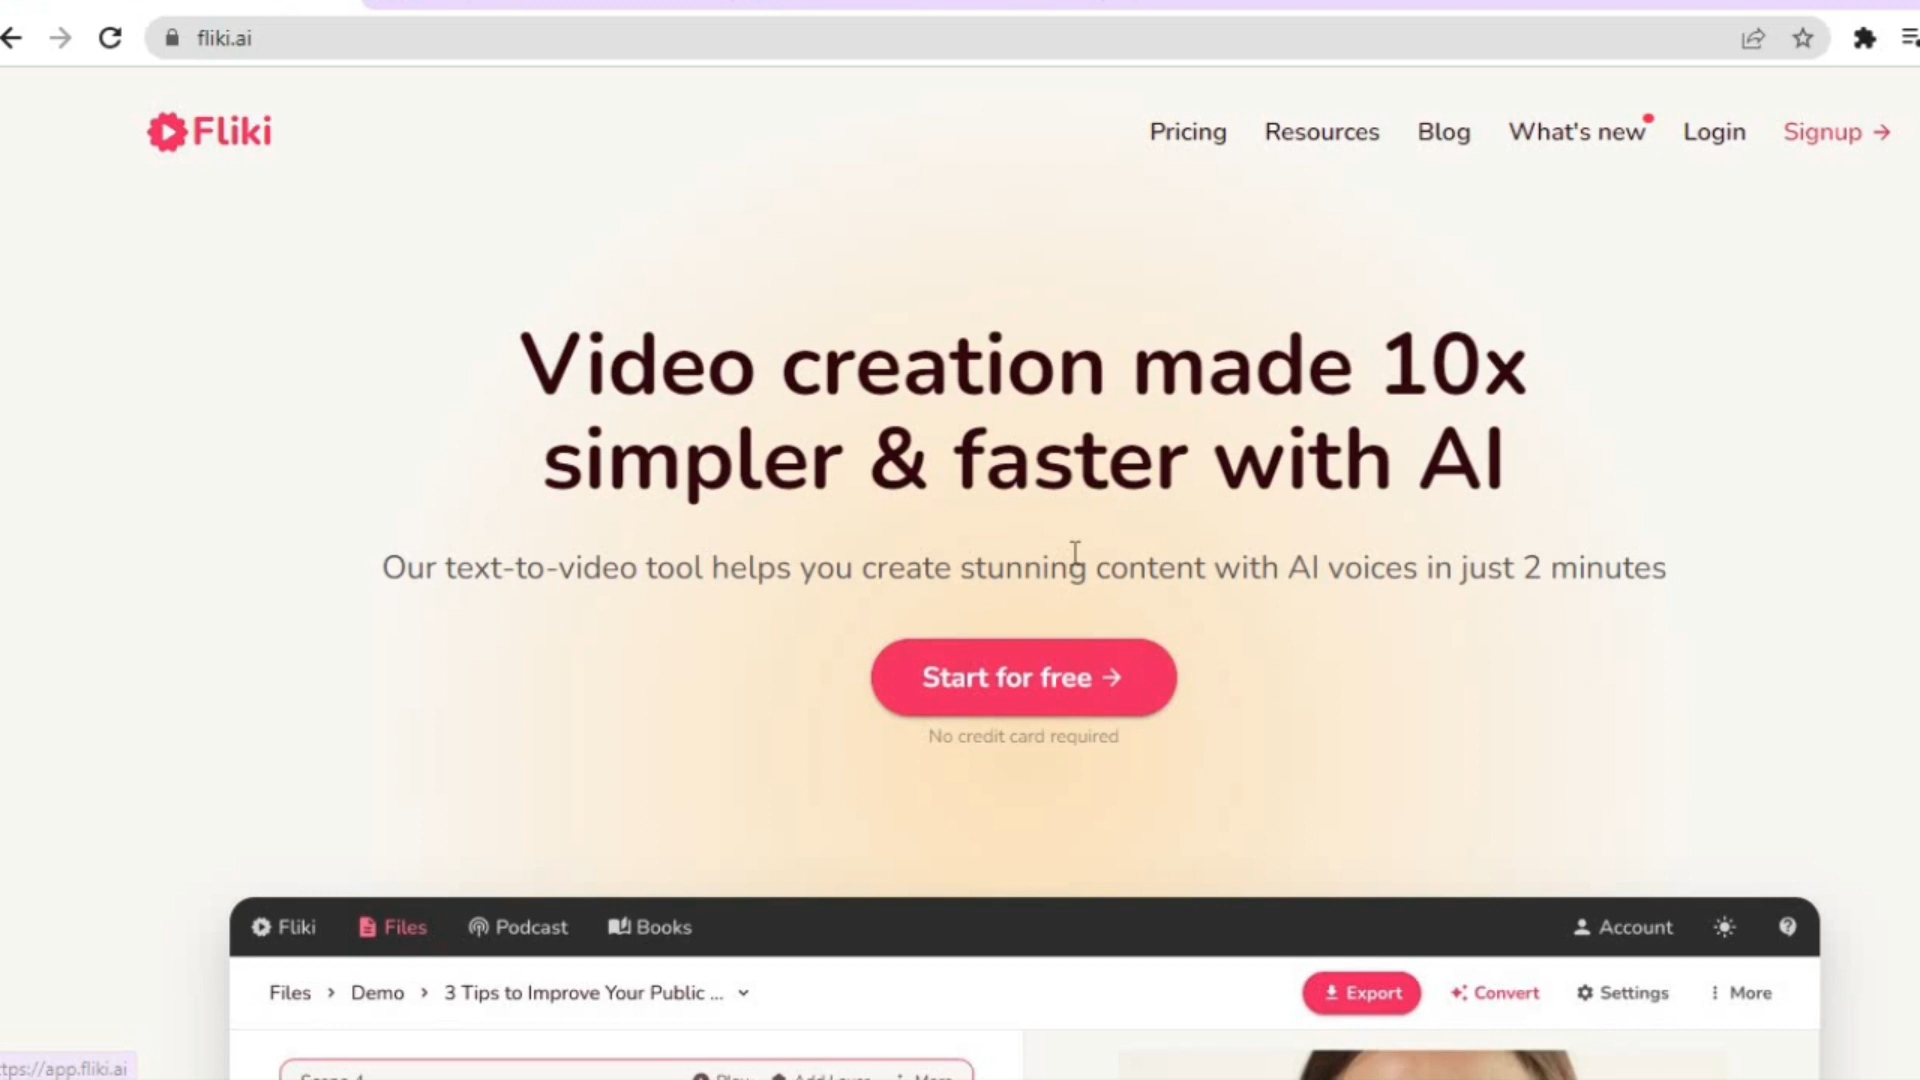 fliki.ai
Fliki
Pricing Resources Blog What's new Login Signup →
Video creation made 10x
simpler & faster with AI
Our text-to-video tool helps you create stunning content with AI voices in just 2 minutes
Start for free →
No credit card required
Fliki Files Podcast Books Account
Files > Demo > 3 Tips to Improve Your Public ... Export Convert Settings More
tps://app.fliki.ai